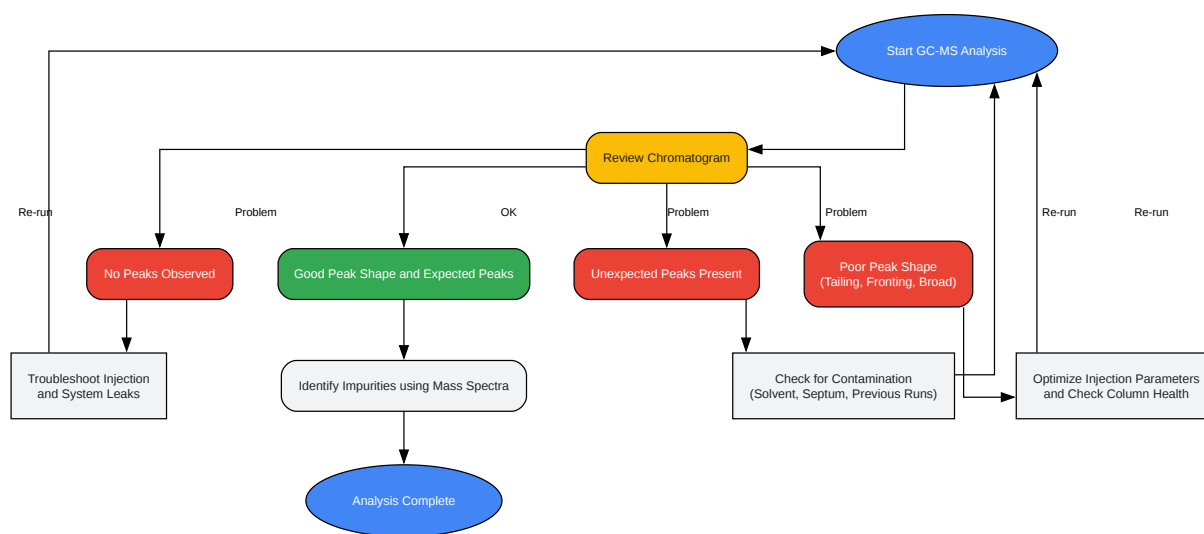 Start GC-MS Analysis
Review Chromatogram
Re-run
Problem
OK
Problem
Problem
Re-run
Re-run
No Peaks Observed
Good Peak Shape and Expected Peaks
Unexpected Peaks Present
Poor Peak Shape
(Tailing, Fronting, Broad)
Troubleshoot Injection
and System Leaks
Identify Impurities using Mass Spectra
Check for Contamination
(Solvent, Septum, Previous Runs)
Optimize Injection Parameters
and Check Column Health
Analysis Complete